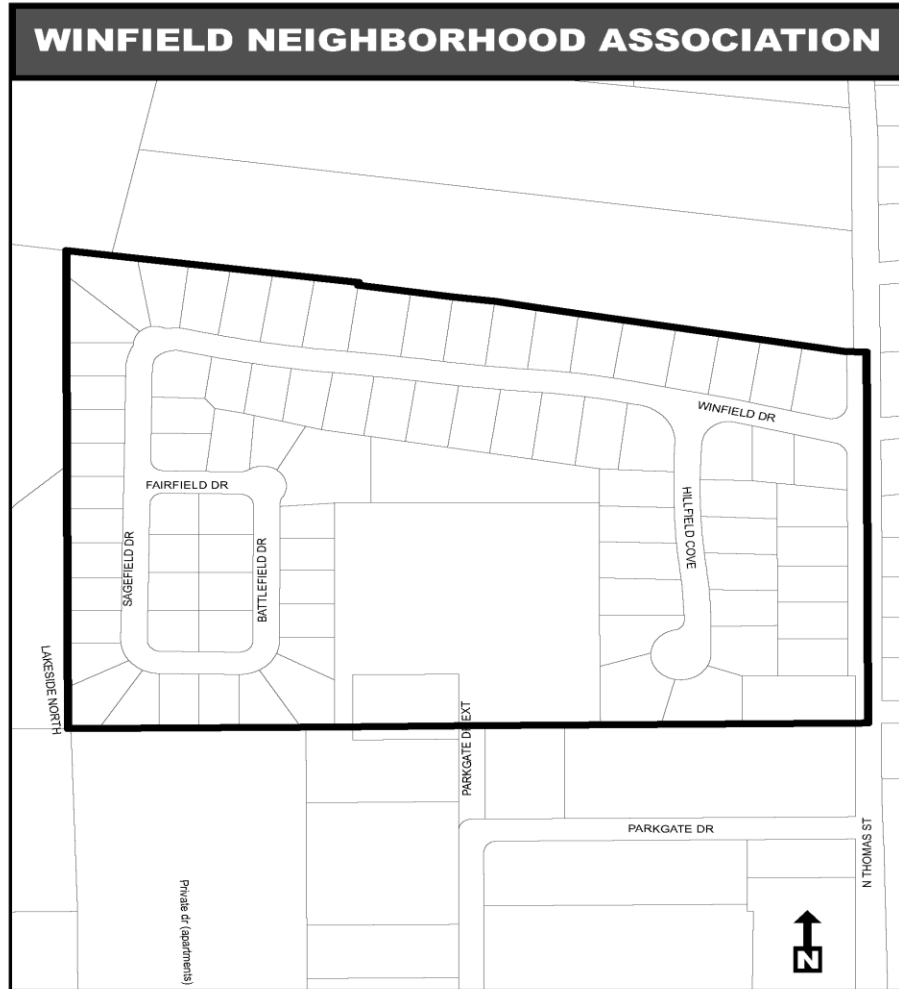 WINFIELD NEIGHBORHOOD ASSOCIATION
WINFIELD DR
FAIRFIELD DR
HILLFIELD COVE
SAGEFIELD DR
BATTLEFIELD DR
LAKESIDE NORTH
PARKGATE DR EXT
PARKGATE DR
N THOMAS ST
Private dr (apartments)
N